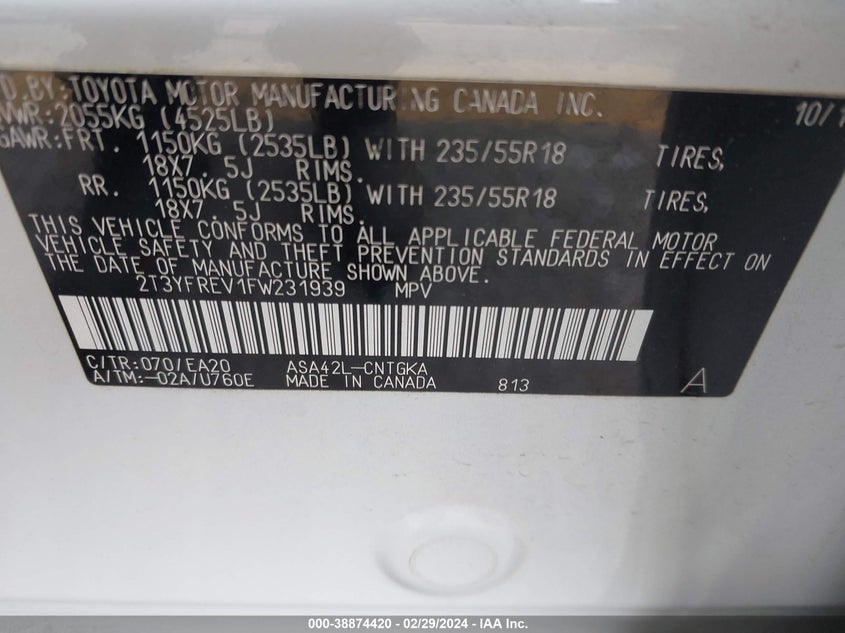 D. BY: TOYOTA MOTOR MANUFACTURING CANADA INC. 10/1
VWR: 2055KG (4525LB)
GAWR: FRT. 1150KG (2535LB) WITH 235/55R18 TIRES,
18X7. 5J RIMS.
RR. 1150KG (2535LB) WITH 235/55R18 TIRES,
18X7. 5J RIMS.
THIS VEHICLE CONFORMS TO ALL APPLICABLE FEDERAL MOTOR
VEHICLE SAFETY AND THEFT PREVENTION STANDARDS IN EFFECT ON
THE DATE OF MANUFACTURE SHOWN ABOVE.
2T3YFREV1FW231939 MPV
C/TR: 070/EA20 ASA42L-CNTGKA
A/TM: -02A/U760E MADE IN CANADA 813 A
000-38874420 - 02/29/2024 - IAA Inc.